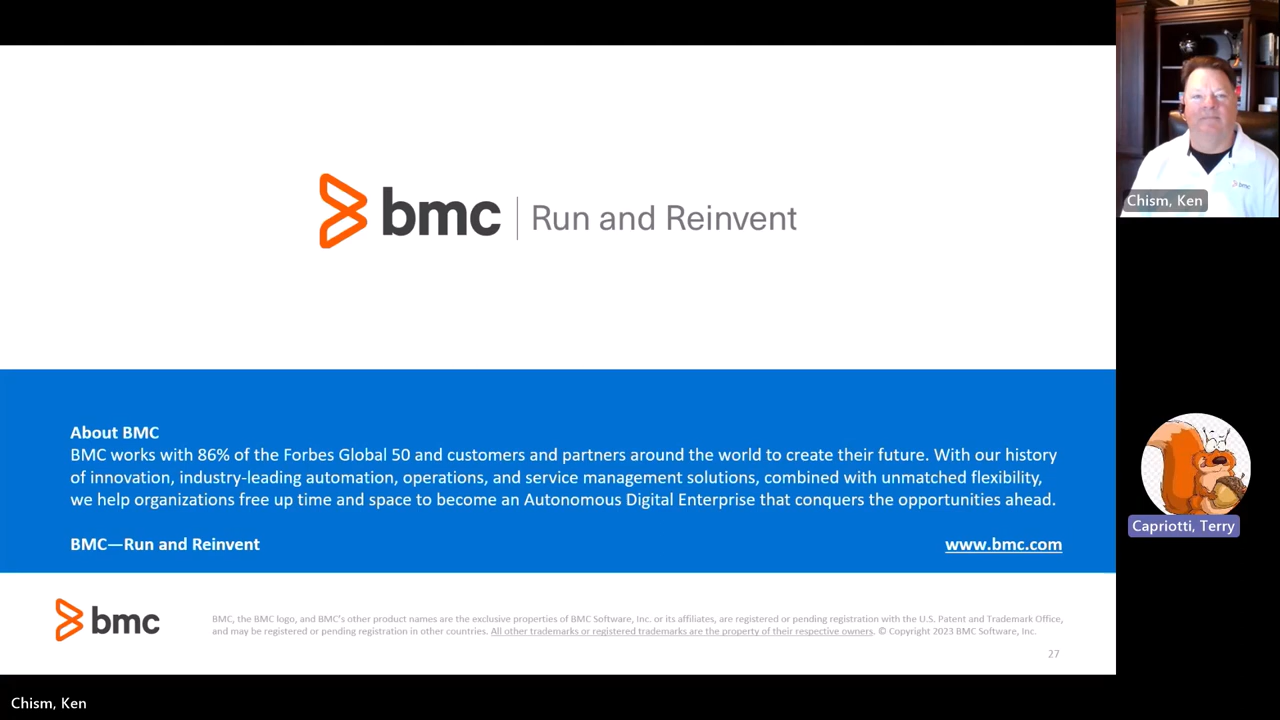 bmc | Run and Reinvent
About BMC
BMC works with 86% of the Forbes Global 50 and customers and partners around the world to create their future. With our history
of innovation, industry-leading automation, operations, and service management solutions, combined with unmatched flexibility,
we help organizations free up time and space to become an Autonomous Digital Enterprise that conquers the opportunities ahead.
BMC—Run and Reinvent
www.bmc.com
bmc
BMC, the BMC logo, and BMC's other product names are the exclusive properties of BMC Software, Inc. or its affiliates, are registered or pending registration with the U.S. Patent and Trademark Office,
and may be registered or pending registration in other countries. All other trademarks or registered trademarks are the property of their respective owners. © Copyright 2023 BMC Software, Inc.
27
bmc
Chism, Ken
Capriotti, Terry
Chism, Ken